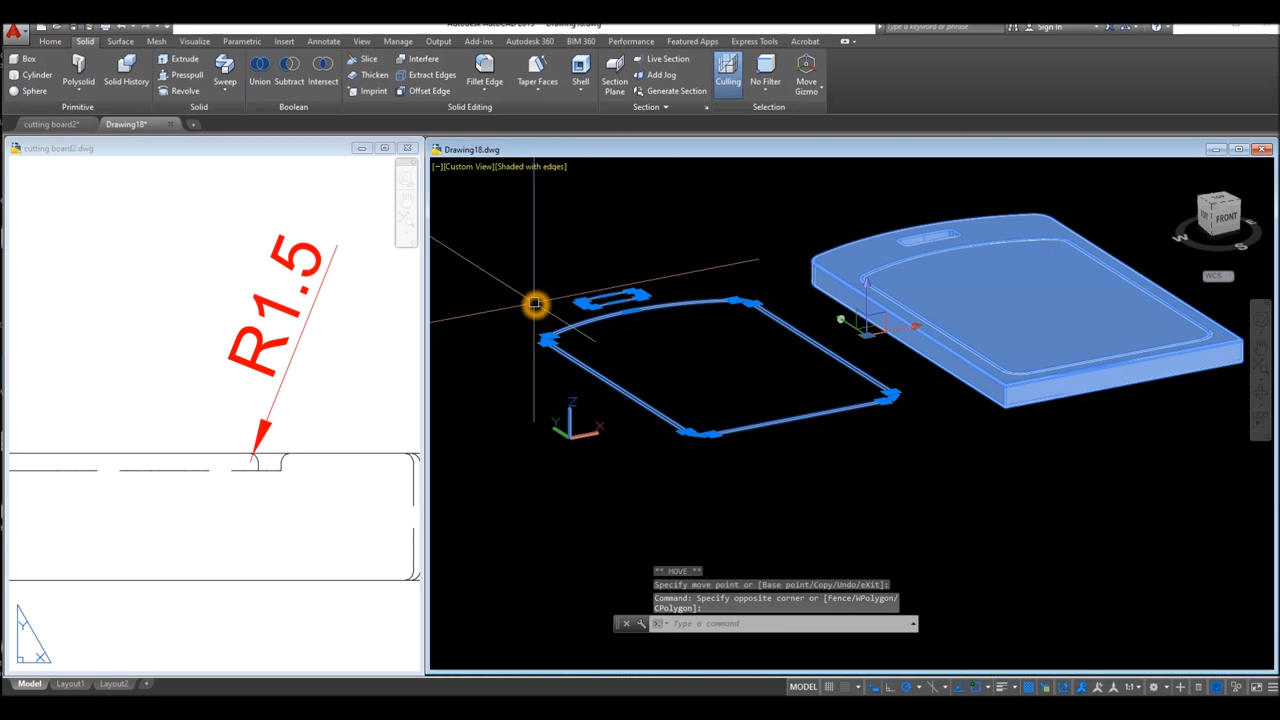 Autodesk AutoCAD 2015 Drawing18.dwg
Type a keyword or phrase
Sign In
Home Solid Surface Mesh Visualize Parametric Insert Annotate View Manage Output Add-ins Autodesk 360 BIM 360 Performance Featured Apps Express Tools Acrobat
Box
Cylinder
Sphere
Polysolid
Solid History
Extrude
Presspull
Revolve
Sweep
Union
Subtract
Intersect
Slice
Thicken
Imprint
Interfere
Extract Edges
Offset Edge
Fillet Edge
Taper Faces
Shell
Section
Plane
Live Section
Add Jog
Generate Section
Culling
No Filter
Move
Gizmo
Primitive
Solid
Boolean
Solid Editing
Section
Selection
cutting board2*
Drawing18*
cutting board2.dwg
R1.5
Y
X
Drawing18.dwg
[−][Custom View][Shaded with edges]
TOP
FRONT
W
S
E
WCS
Z
Y
X
** MOVE **
Specify move point or [Base point/Copy/Undo/eXit]:
Command: Specify opposite corner or [Fence/WPolygon/
CPolygon]:
Type a command
Model Layout1 Layout2 +
MODEL
1:1